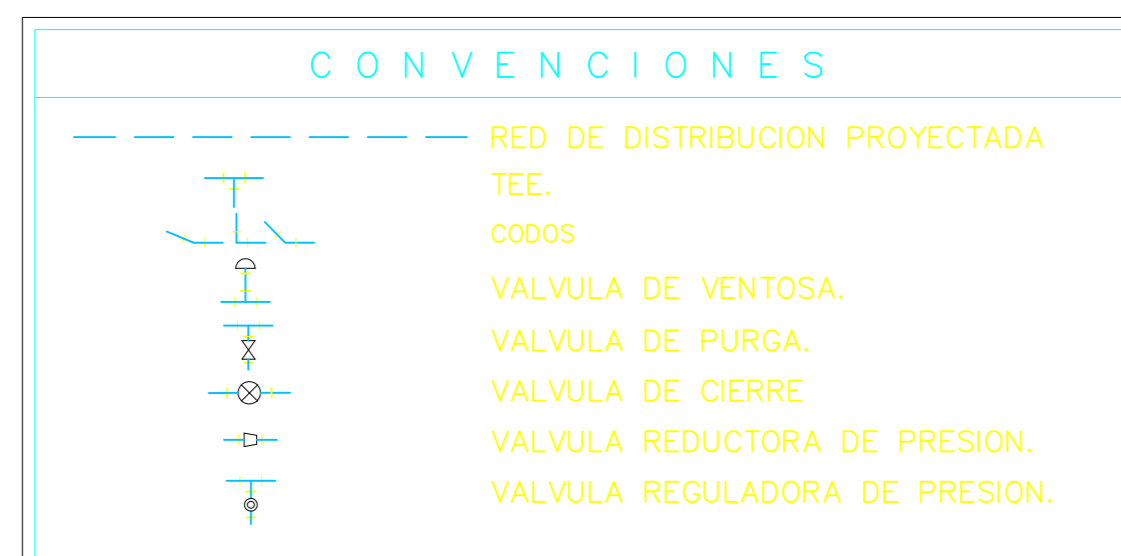 CONVENCIONES
RED DE DISTRIBUCION PROYECTADA
TEE.
CODOS
VALVULA DE VENTOSA.
VALVULA DE PURGA.
VALVULA DE CIERRE
VALVULA REDUCTORA DE PRESION.
VALVULA REGULADORA DE PRESION.